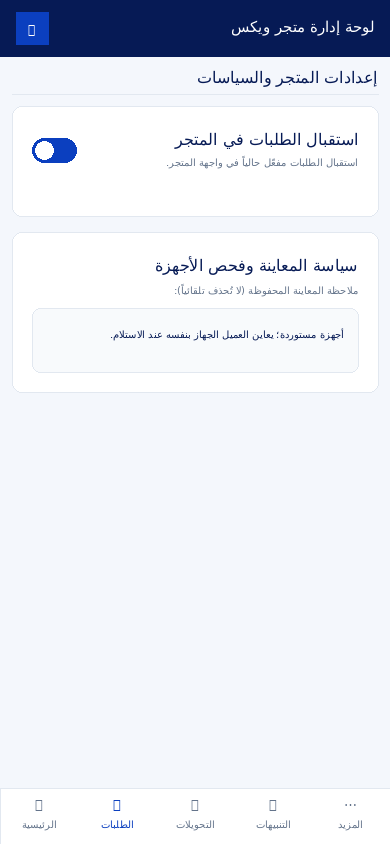 لوحة إدارة متجر ويكس
إعدادات المتجر والسياسات
استقبال الطلبات في المتجر
استقبال الطلبات مفعّل حالياً في واجهة المتجر.
سياسة المعاينة وفحص الأجهزة
ملاحظة المعاينة المحفوظة (لا تُحذف تلقائياً):
أجهزة مستوردة؛ يعاين العميل الجهاز بنفسه عند الاستلام.
المزيد
التنبيهات
التحويلات
الطلبات
الرئيسية